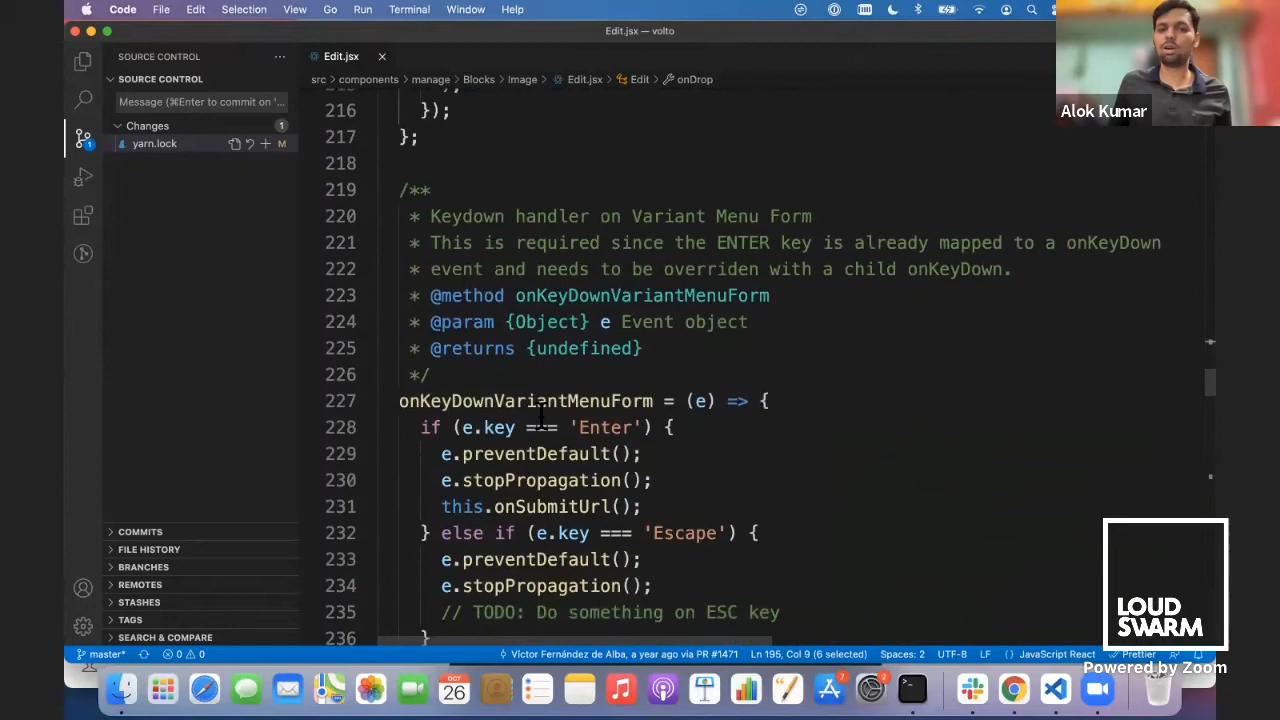 Code File Edit Selection View Go Run Terminal Window Help
Edit.jsx — volto
SOURCE CONTROL
SOURCE CONTROL
Message (⌘Enter to commit on '...
Changes 1
yarn.lock M
COMMITS
FILE HISTORY
BRANCHES
REMOTES
STASHES
TAGS
SEARCH & COMPARE
Edit.jsx
src > components > manage > Blocks > Image > Edit.jsx > Edit > onDrop
216 });
217 };
218
219 /**
220 * Keydown handler on Variant Menu Form
221 * This is required since the ENTER key is already mapped to a onKeyDown
222 * event and needs to be overriden with a child onKeyDown.
223 * @method onKeyDownVariantMenuForm
224 * @param {Object} e Event object
225 * @returns {undefined}
226 */
227 onKeyDownVariantMenuForm = (e) => {
228 if (e.key === 'Enter') {
229 e.preventDefault();
230 e.stopPropagation();
231 this.onSubmitUrl();
232 } else if (e.key === 'Escape') {
233 e.preventDefault();
234 e.stopPropagation();
235 // TODO: Do something on ESC key
236 }
Alok Kumar
LOUD
SWARM
Powered by Zoom
master* 0 0 Víctor Fernández de Alba, a year ago via PR #1471 Ln 195, Col 9 (6 selected) Spaces: 2 UTF-8 LF JavaScript React Prettier
OCT
26
7
2